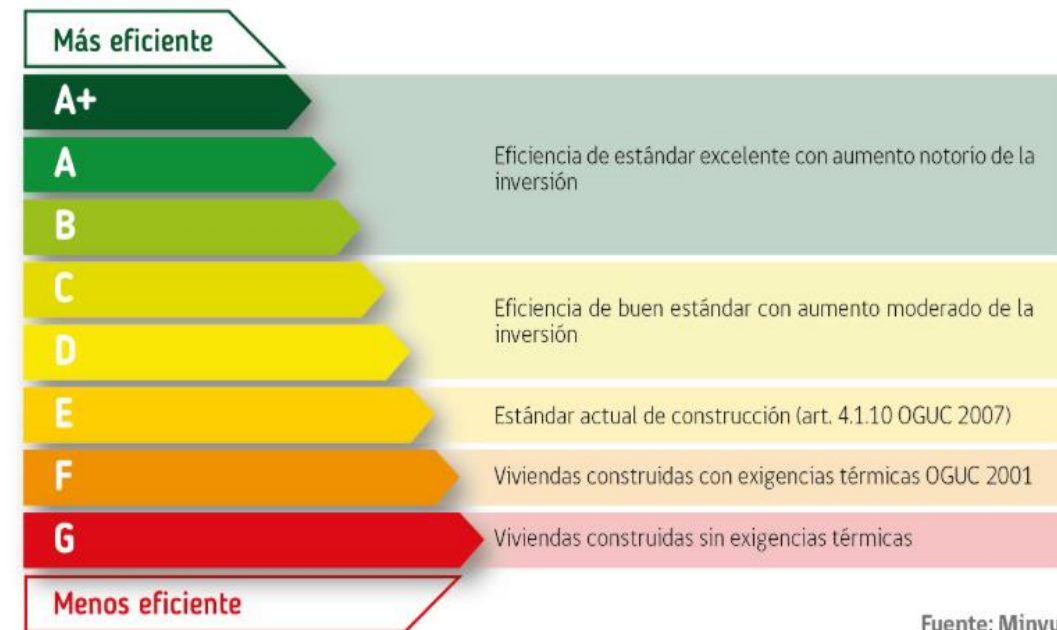 Más eficiente
A+
A
Eficiencia de estándar excelente con aumento notorio de la
inversión
B
C
Eficiencia de buen estándar con aumento moderado de la
inversión
D
E
Estándar actual de construcción (art. 4.1.10 OGUC 2007)
F
Viviendas construidas con exigencias térmicas OGUC 2001
G
Viviendas construidas sin exigencias térmicas
Menos eficiente
Fuente: Minvu